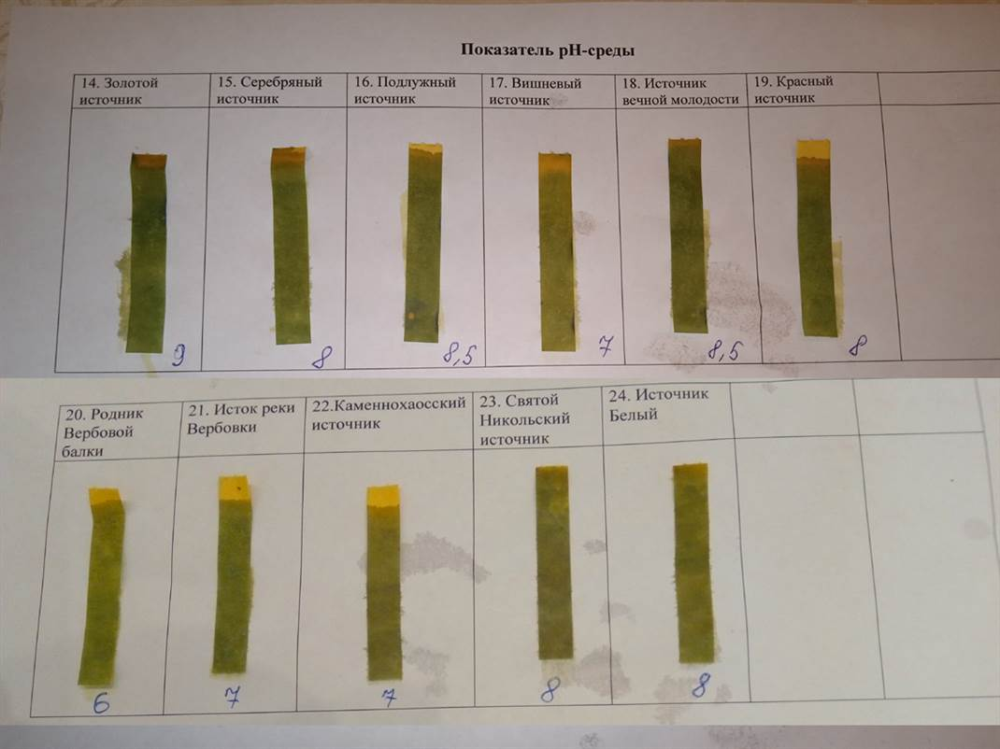 Показатель pH-среды
14. Золотой
источник
15. Серебряный
источник
16. Подлужный
источник
17. Вишневый
источник
18. Источник
вечной молодости
19. Красный
источник
9
8
8,5
7
8,5
8
20. Родник
Вербовой
балки
21. Исток реки
Вербовки
22.Каменнохаосский
источник
23. Святой
Никольский
источник
24. Источник
Белый
6
7
7
8
8